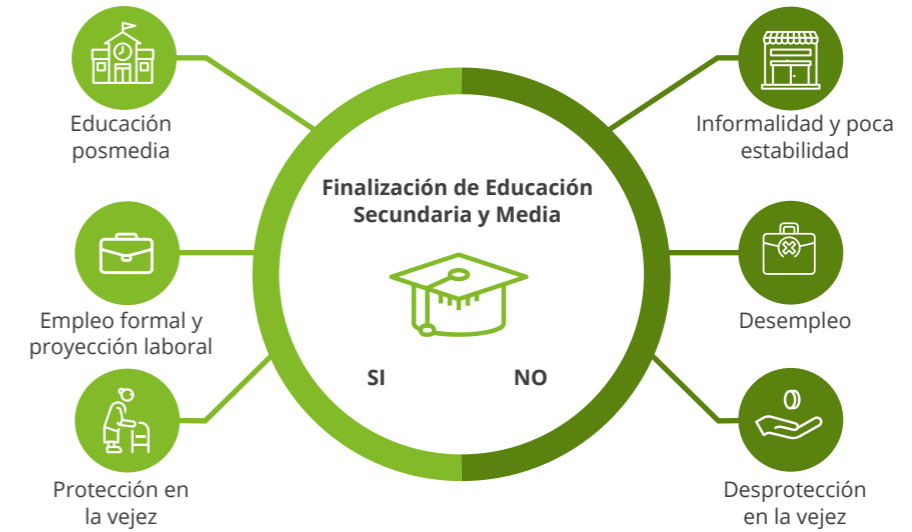 Educación
posmedia
Empleo formal y
proyección laboral
Protección en
la vejez
Finalización de Educación
Secundaria y Media
SI
NO
Informalidad y poca
estabilidad
Desempleo
Desprotección
en la vejez